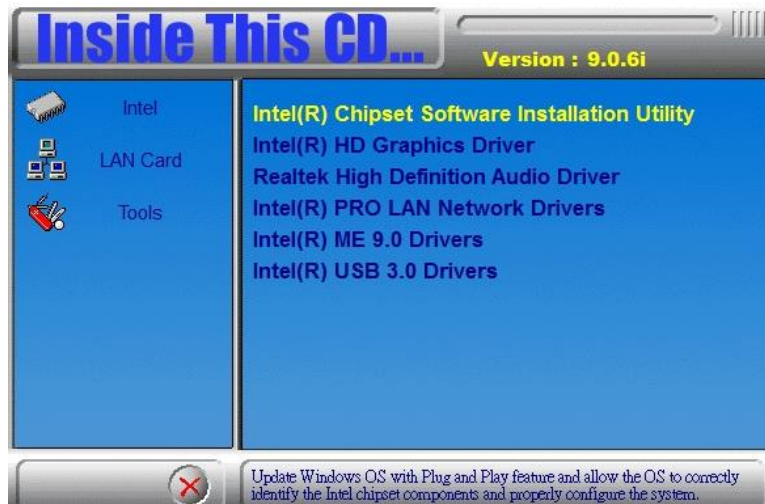 Inside This CD...
Version : 9.0.6i
Intel
LAN Card
Tools
Intel(R) Chipset Software Installation Utility
Intel(R) HD Graphics Driver
Realtek High Definition Audio Driver
Intel(R) PRO LAN Network Drivers
Intel(R) ME 9.0 Drivers
Intel(R) USB 3.0 Drivers
Update Windows OS with Plug and Play feature and allow the OS to correctly
identify the Intel chipset components and properly configure the system.